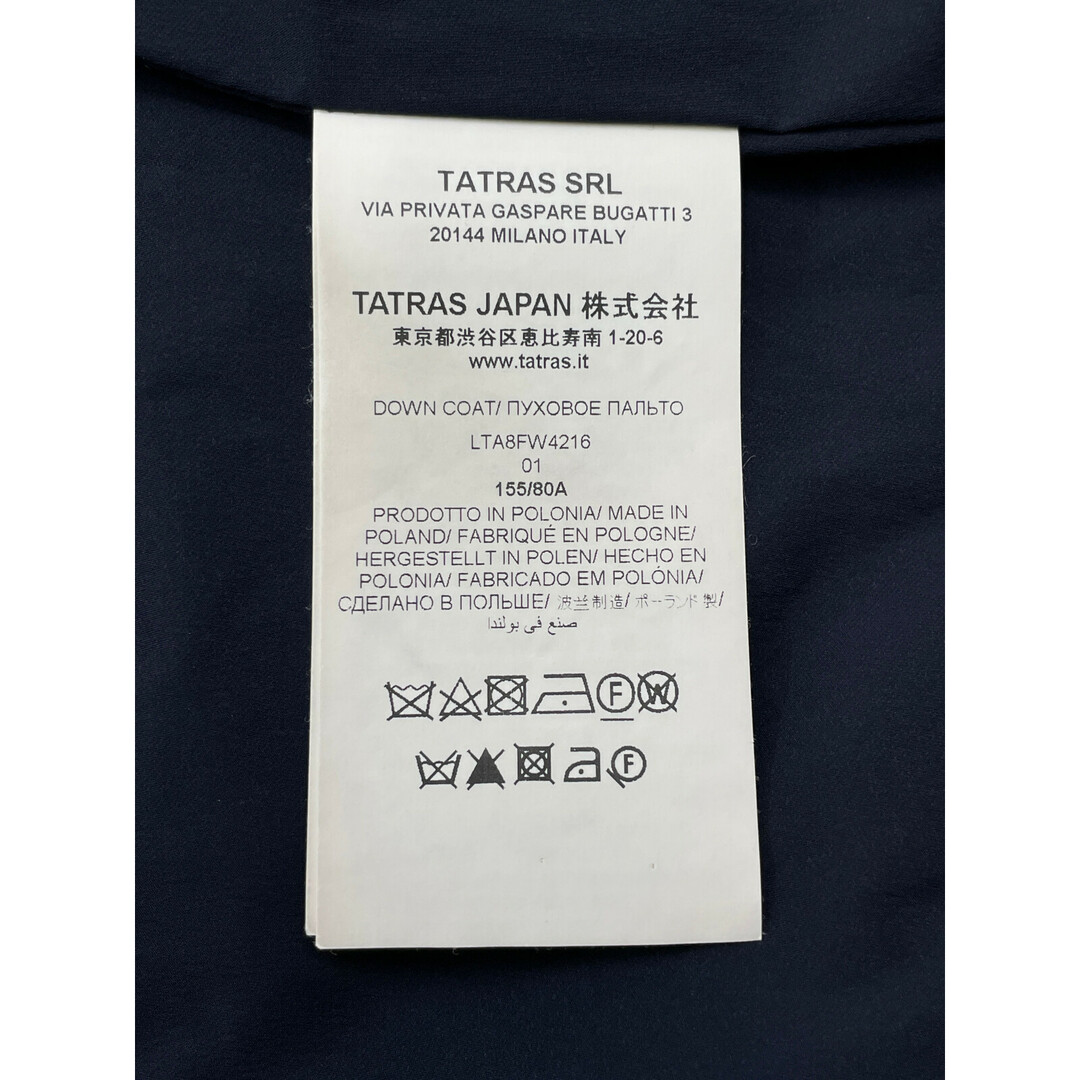 TATRAS SRL
VIA PRIVATA GASPARE BUGATTI 3
20144 MILANO ITALY
TATRAS JAPAN 株式会社
東京都渋谷区恵比寿南 1-20-6
www.tatras.it
DOWN COAT/ ПУХОВОЕ ПАЛЬТО
LTA8FW4216
01
155/80A
PRODOTTO IN POLONIA/ MADE IN
POLAND/ FABRIQUÉ EN POLOGNE/
HERGESTELLT IN POLEN/ HECHO EN
POLONIA/ FABRICADO EM POLÓNIA/
СДЕЛАНО В ПОЛЬШЕ/ 波兰制造/ ポーランド製/
صنع في بولندا
F W
F